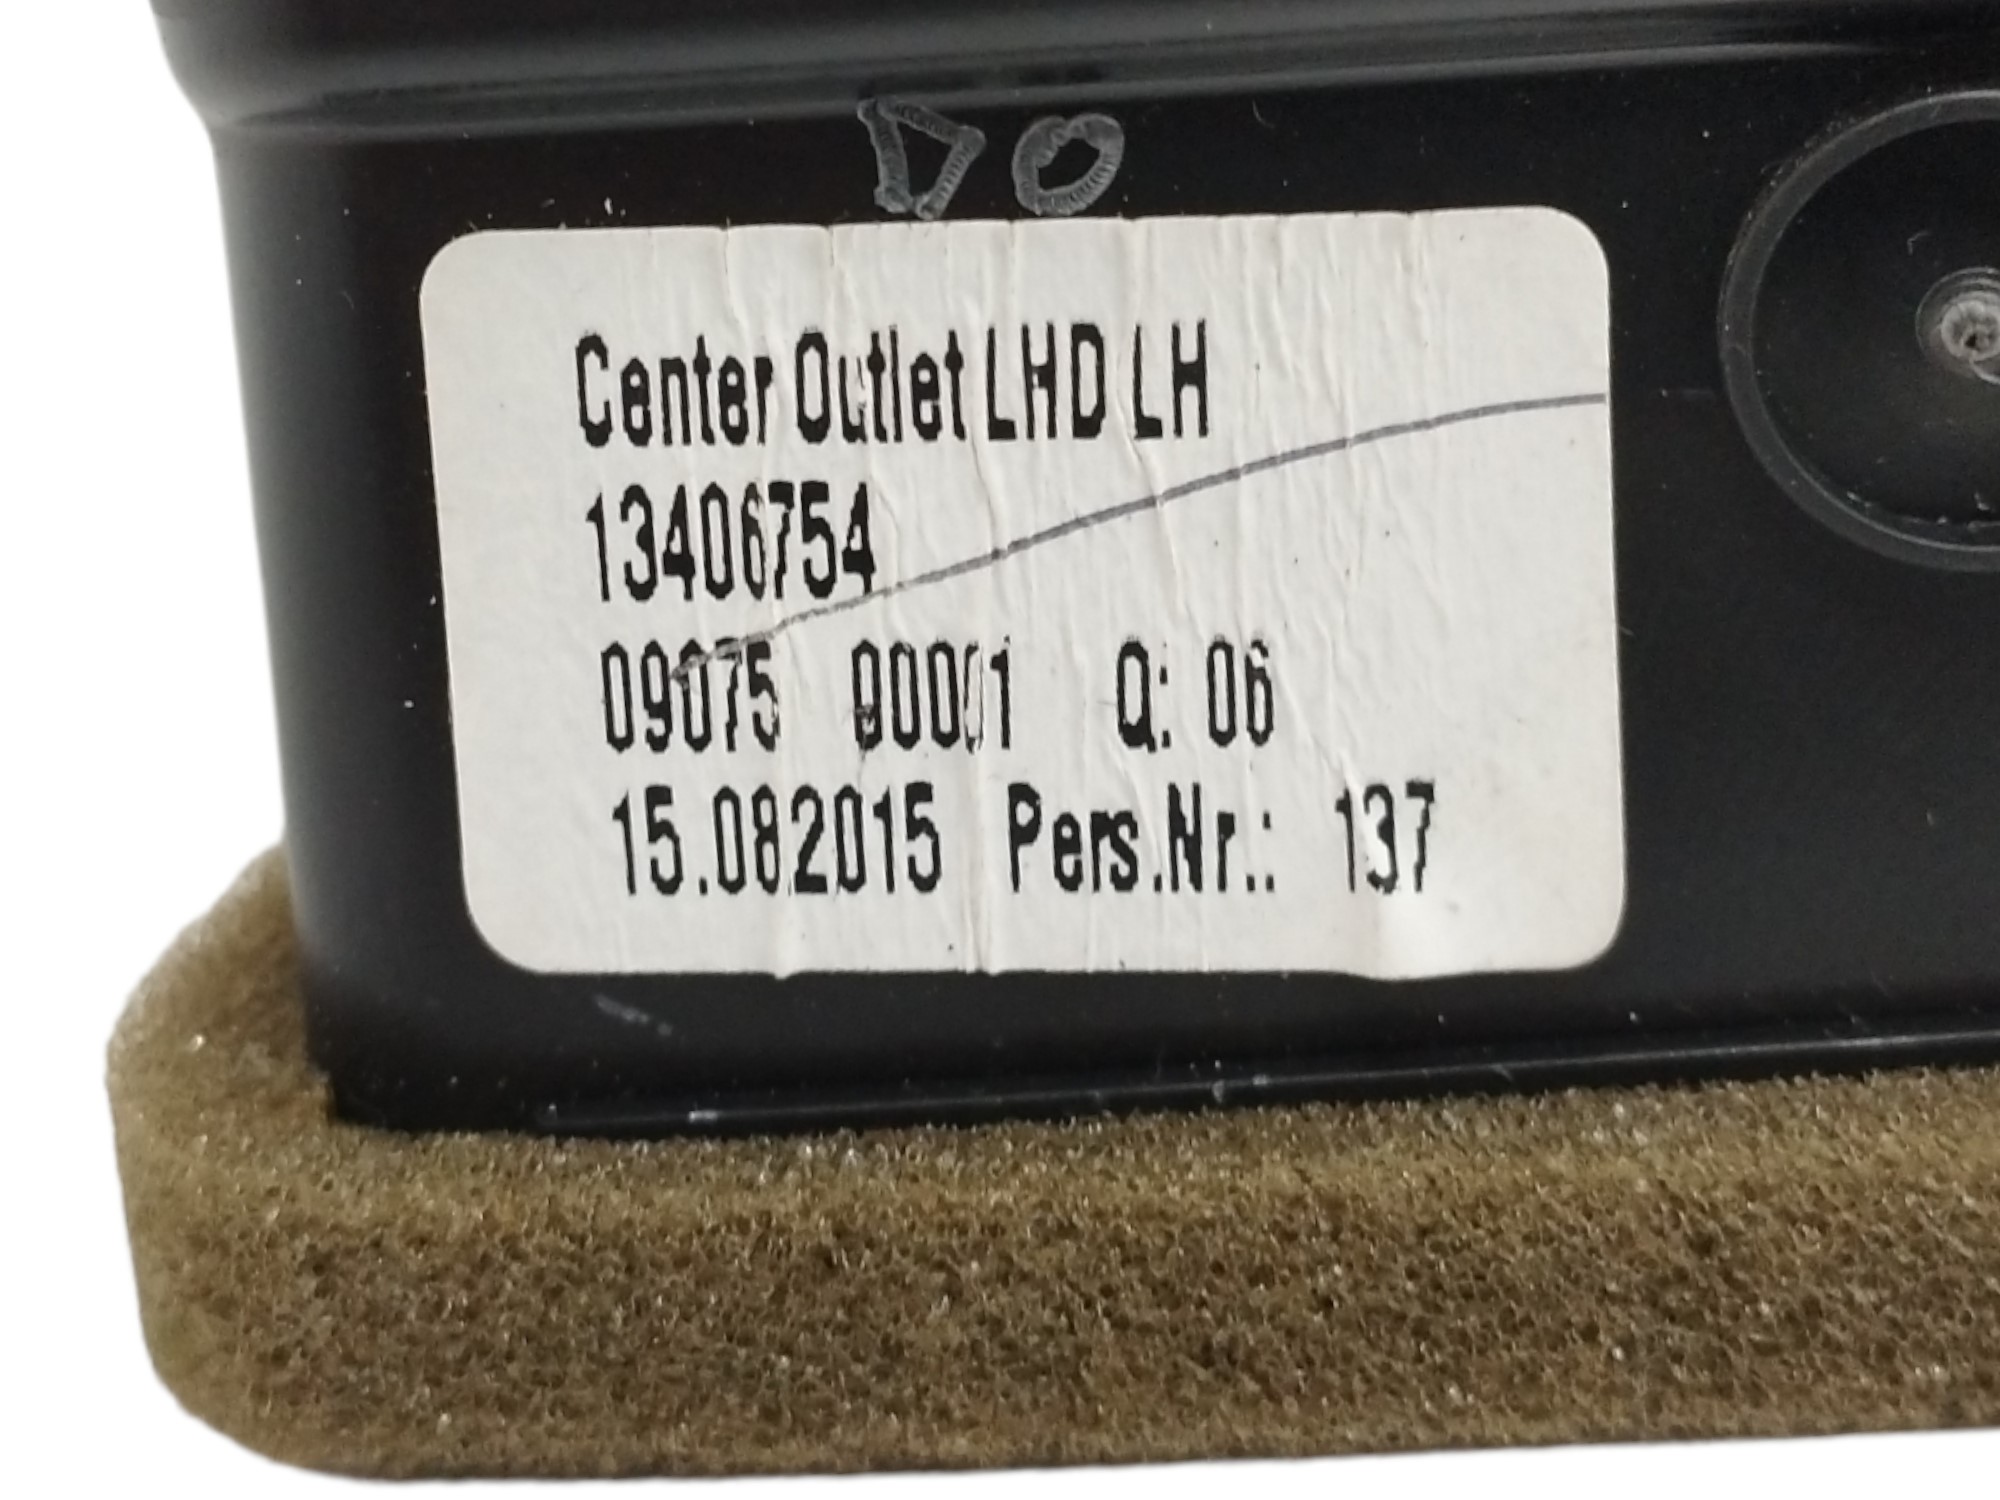 DO
Center Outlet LHD LH
13406754
09075 00001 Q: 06
15.08.2015 Pers.Nr.: 137